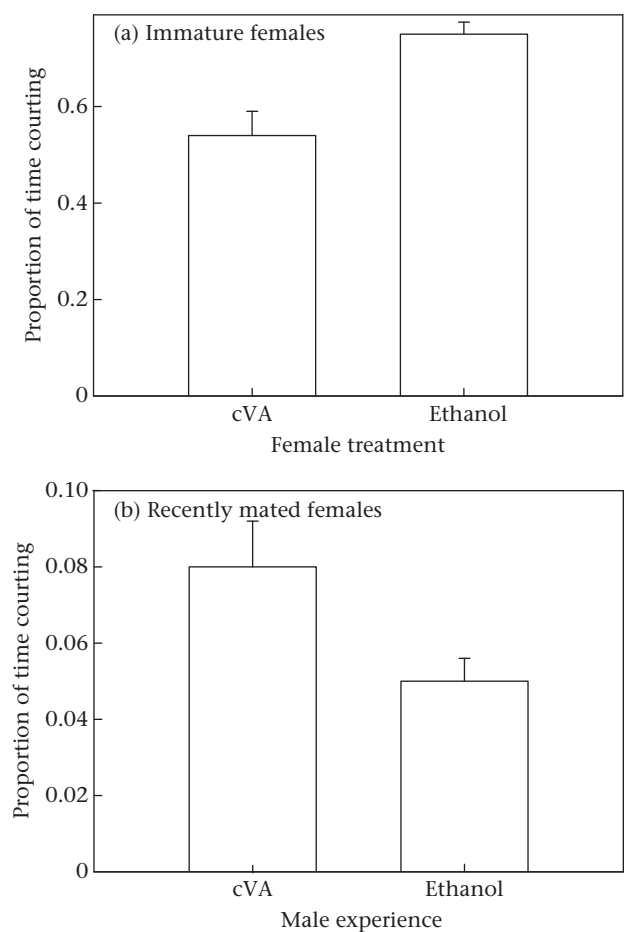 (a) Immature females
Proportion of time courting
0.6
0.4
0.2
0
cVA Ethanol
Female treatment
(b) Recently mated females
Proportion of time courting
0.10
0.08
0.06
0.04
0.02
0
cVA Ethanol
Male experience